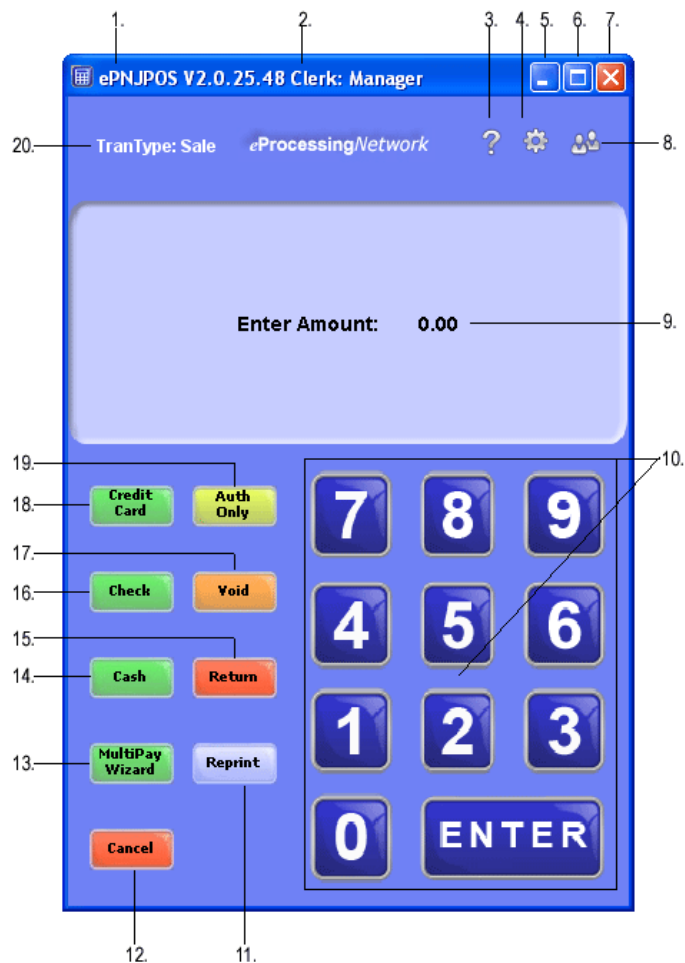 1. 2. 3. 4. 5. 6. 7.
ePNJPOS V2.0.25.48 Clerk: Manager
20. TranType: Sale eProcessingNetwork ? 8.
Enter Amount: 0.00 9.
19. 10.
18. Credit Card Auth Only 7 8 9
17.
16. Check Void 4 5 6
15.
14. Cash Return
13. MultiPay Wizard Reprint 1 2 3
Cancel 0 ENTER
12. 11.